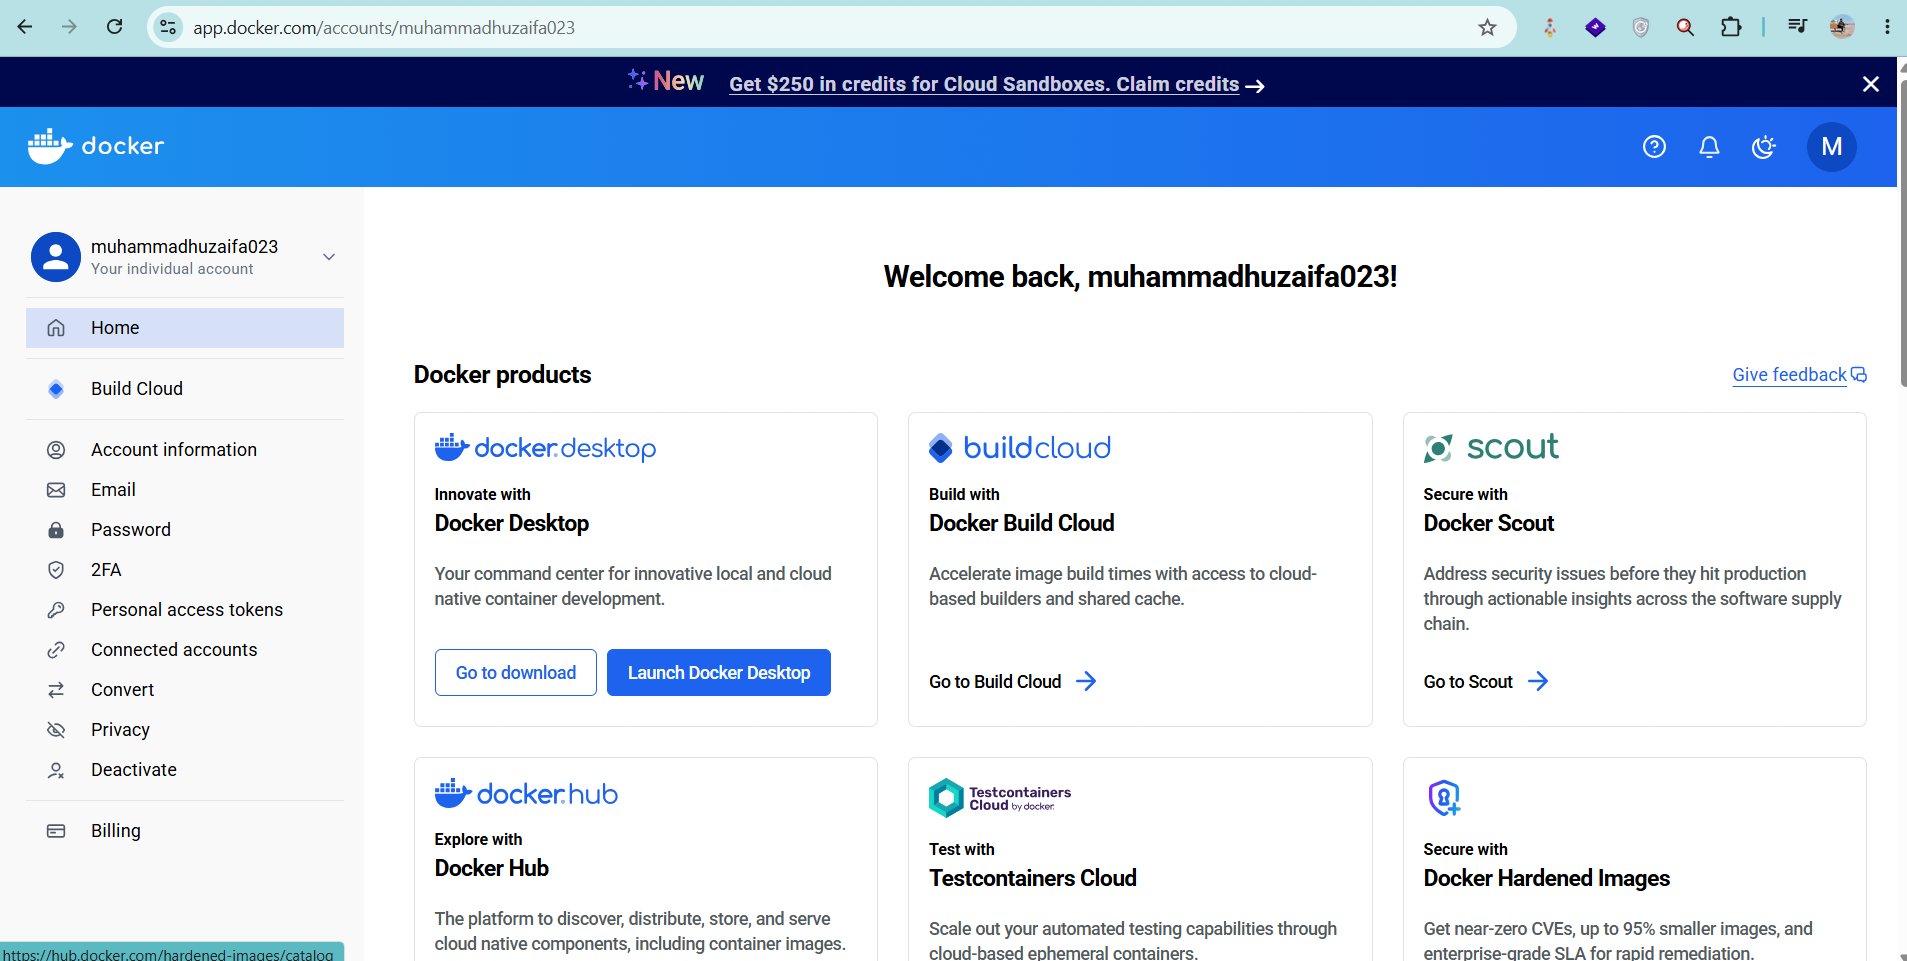 app.docker.com/accounts/muhammadhuzaifa023
New Get $250 in credits for Cloud Sandboxes. Claim credits →
docker
M
muhammadhuzaifa023
Your individual account
Home
Build Cloud
Account information
Email
Password
2FA
Personal access tokens
Connected accounts
Convert
Privacy
Deactivate
Billing
Welcome back, muhammadhuzaifa023!
Docker products
Give feedback
docker.desktop
Innovate with
Docker Desktop
Your command center for innovative local and cloud
native container development.
Go to download
Launch Docker Desktop
buildcloud
Build with
Docker Build Cloud
Accelerate image build times with access to cloud-
based builders and shared cache.
Go to Build Cloud
scout
Secure with
Docker Scout
Address security issues before they hit production
through actionable insights across the software supply
chain.
Go to Scout
docker.hub
Explore with
Docker Hub
The platform to discover, distribute, store, and serve
cloud native components, including container images.
Testcontainers
Cloud by docker.
Test with
Testcontainers Cloud
Scale out your automated testing capabilities through
cloud-based ephemeral containers.
Secure with
Docker Hardened Images
Get near-zero CVEs, up to 95% smaller images, and
enterprise-grade SLA for rapid remediation.
https://hub.docker.com/hardened-images/catalog